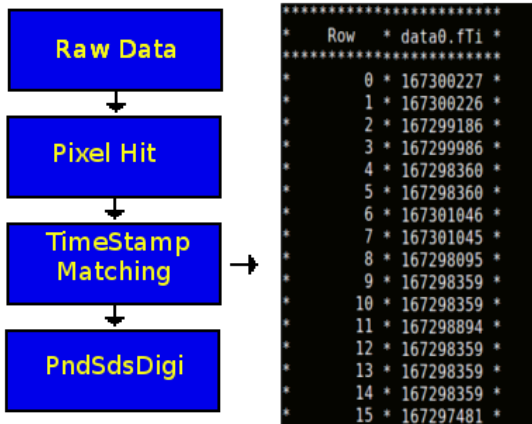 Raw Data
Pixel Hit
TimeStamp
Matching
PndSdsDigi
*************************
* Row * data0.fTi *
*************************
* 0 * 167300227 *
* 1 * 167300226 *
* 2 * 167299186 *
* 3 * 167299986 *
* 4 * 167298360 *
* 5 * 167298360 *
* 6 * 167301046 *
* 7 * 167301045 *
* 8 * 167298095 *
* 9 * 167298359 *
* 10 * 167298359 *
* 11 * 167298894 *
* 12 * 167298359 *
* 13 * 167298359 *
* 14 * 167298359 *
* 15 * 167297481 *